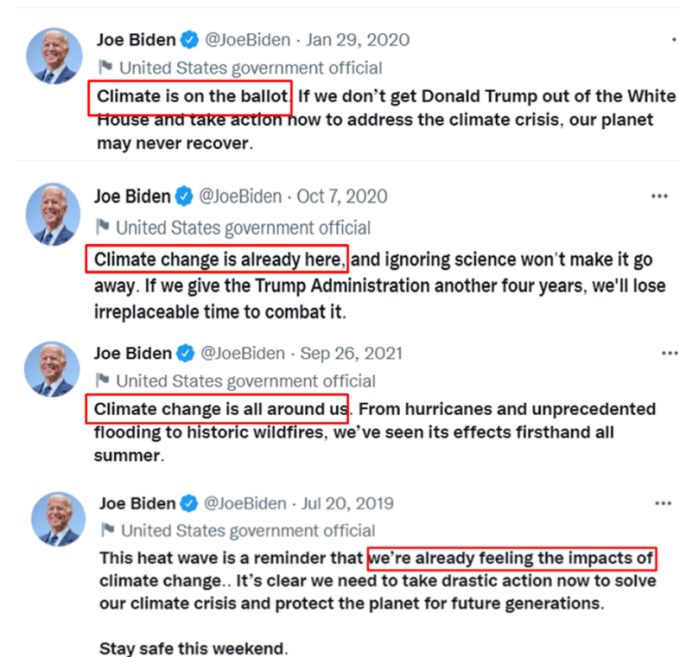 Joe Biden @JoeBiden · Jan 29, 2020
United States government official
Climate is on the ballot. If we don’t get Donald Trump out of the White
House and take action now to address the climate crisis, our planet
may never recover.
Joe Biden @JoeBiden · Oct 7, 2020
United States government official
Climate change is already here, and ignoring science won't make it go
away. If we give the Trump Administration another four years, we'll lose
irreplaceable time to combat it.
Joe Biden @JoeBiden · Sep 26, 2021
United States government official
Climate change is all around us. From hurricanes and unprecedented
flooding to historic wildfires, we’ve seen its effects firsthand all
summer.
Joe Biden @JoeBiden · Jul 20, 2019
United States government official
This heat wave is a reminder that we’re already feeling the impacts of
climate change.. It’s clear we need to take drastic action now to solve
our climate crisis and protect the planet for future generations.
Stay safe this weekend.